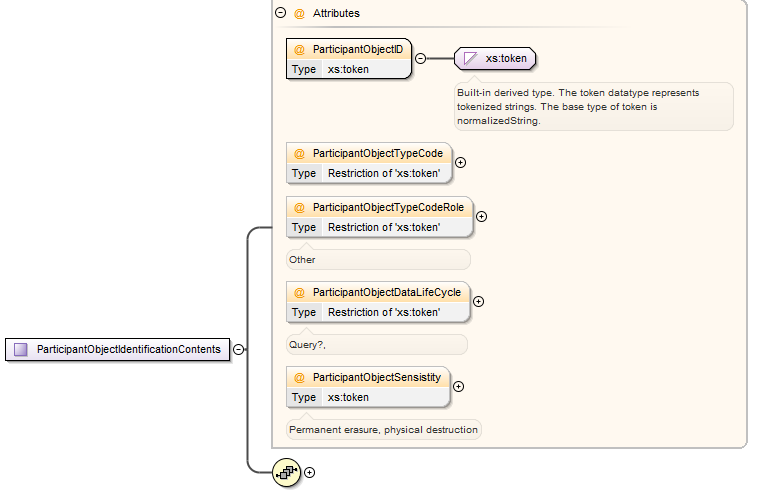 @ Attributes
@ ParticipantObjectID
Type xs:token
xs:token
Built-in derived type. The token datatype represents
tokenized strings. The base type of token is
normalizedString.
@ ParticipantObjectTypeCode
Type Restriction of 'xs:token'
@ ParticipantObjectTypeCodeRole
Type Restriction of 'xs:token'
Other
@ ParticipantObjectDataLifeCycle
Type Restriction of 'xs:token'
Query?,
ParticipantObjectIdentificationContents
@ ParticipantObjectSensistity
Type xs:token
Permanent erasure, physical destruction